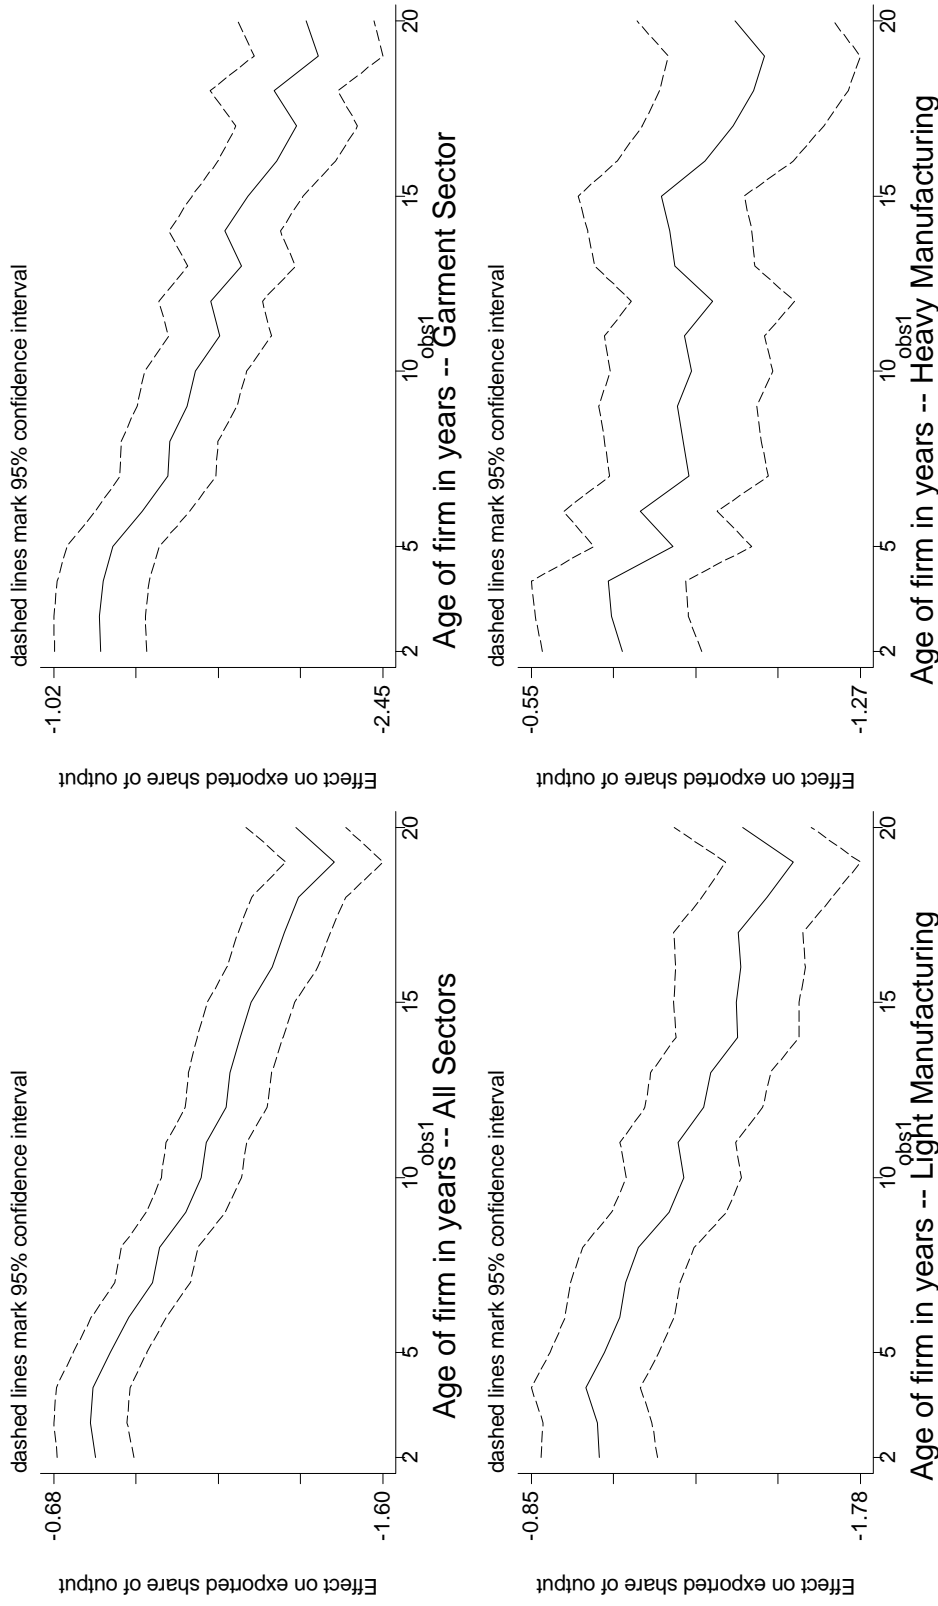 dashed lines mark 95% confidence interval
Effect on exported share of output
-0.68
-1.60
2 5 10 15 20
obs1
Age of firm in years -- All Sectors
dashed lines mark 95% confidence interval
Effect on exported share of output
-1.02
-2.45
2 5 10 15 20
obs1
Age of firm in years -- Garment Sector
dashed lines mark 95% confidence interval
Effect on exported share of output
-0.85
-1.78
2 5 10 15 20
obs1
Age of firm in years -- Light Manufacturing
dashed lines mark 95% confidence interval
Effect on exported share of output
-0.55
-1.27
2 5 10 15 20
obs1
Age of firm in years -- Heavy Manufacturing